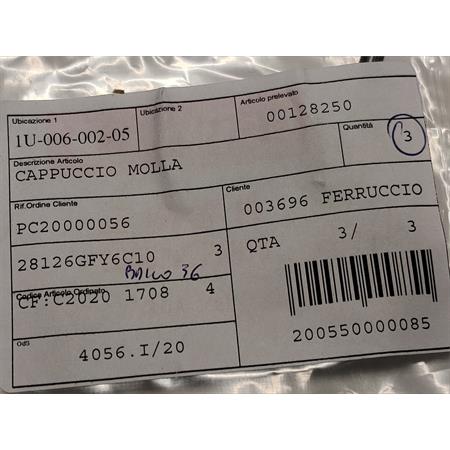 Ubicazione 1
1U-006-002-05
Ubicazione 2
Articolo prelevato
00128250
Descrizione Articolo
CAPPUCCIO MOLLA
Quantità
3
Rif.Ordine Cliente
PC20000056
Cliente
003696 FERRUCCIO
28126GFY6C10 3
QTA 3/ 3
36
Codice Articolo Ordinato
CF:C2020 1708 4
200550000085
OdS
4056.I/20